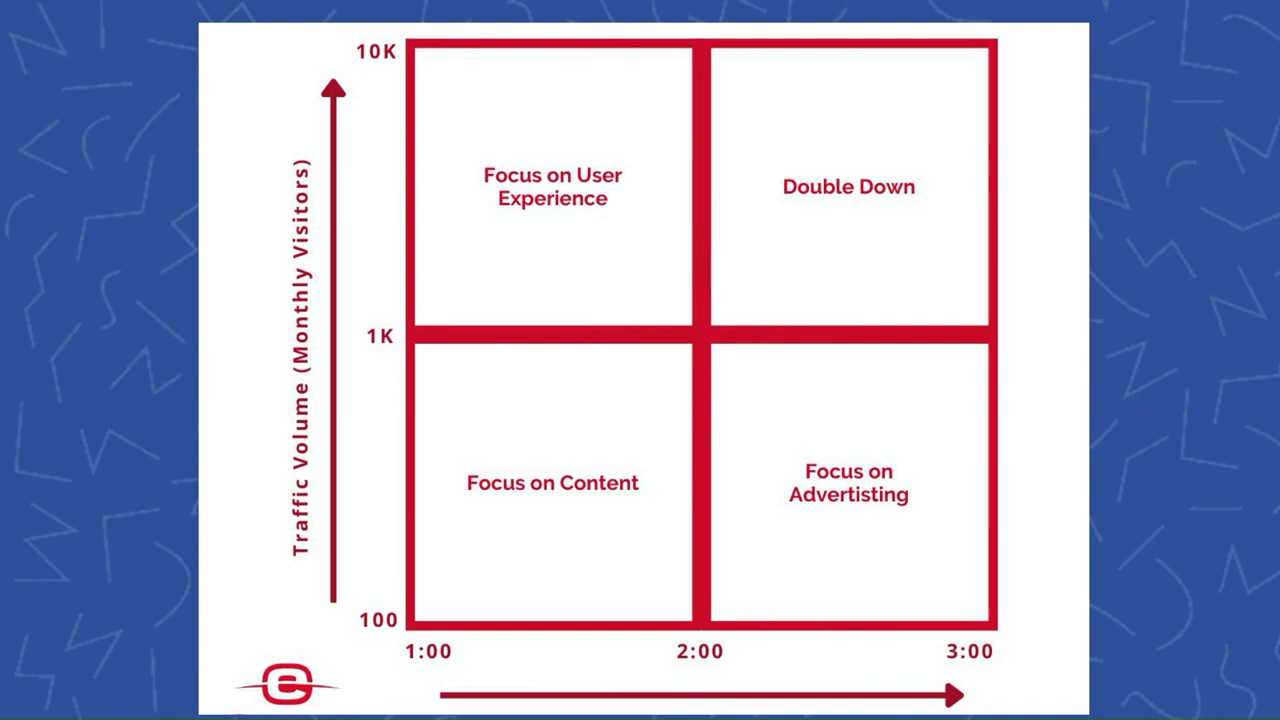 10K
Focus on User
Experience
Double Down
Traffic Volume (Monthly Visitors)
1K
Focus on Content
Focus on
Advertisting
100
1:00
2:00
3:00
e